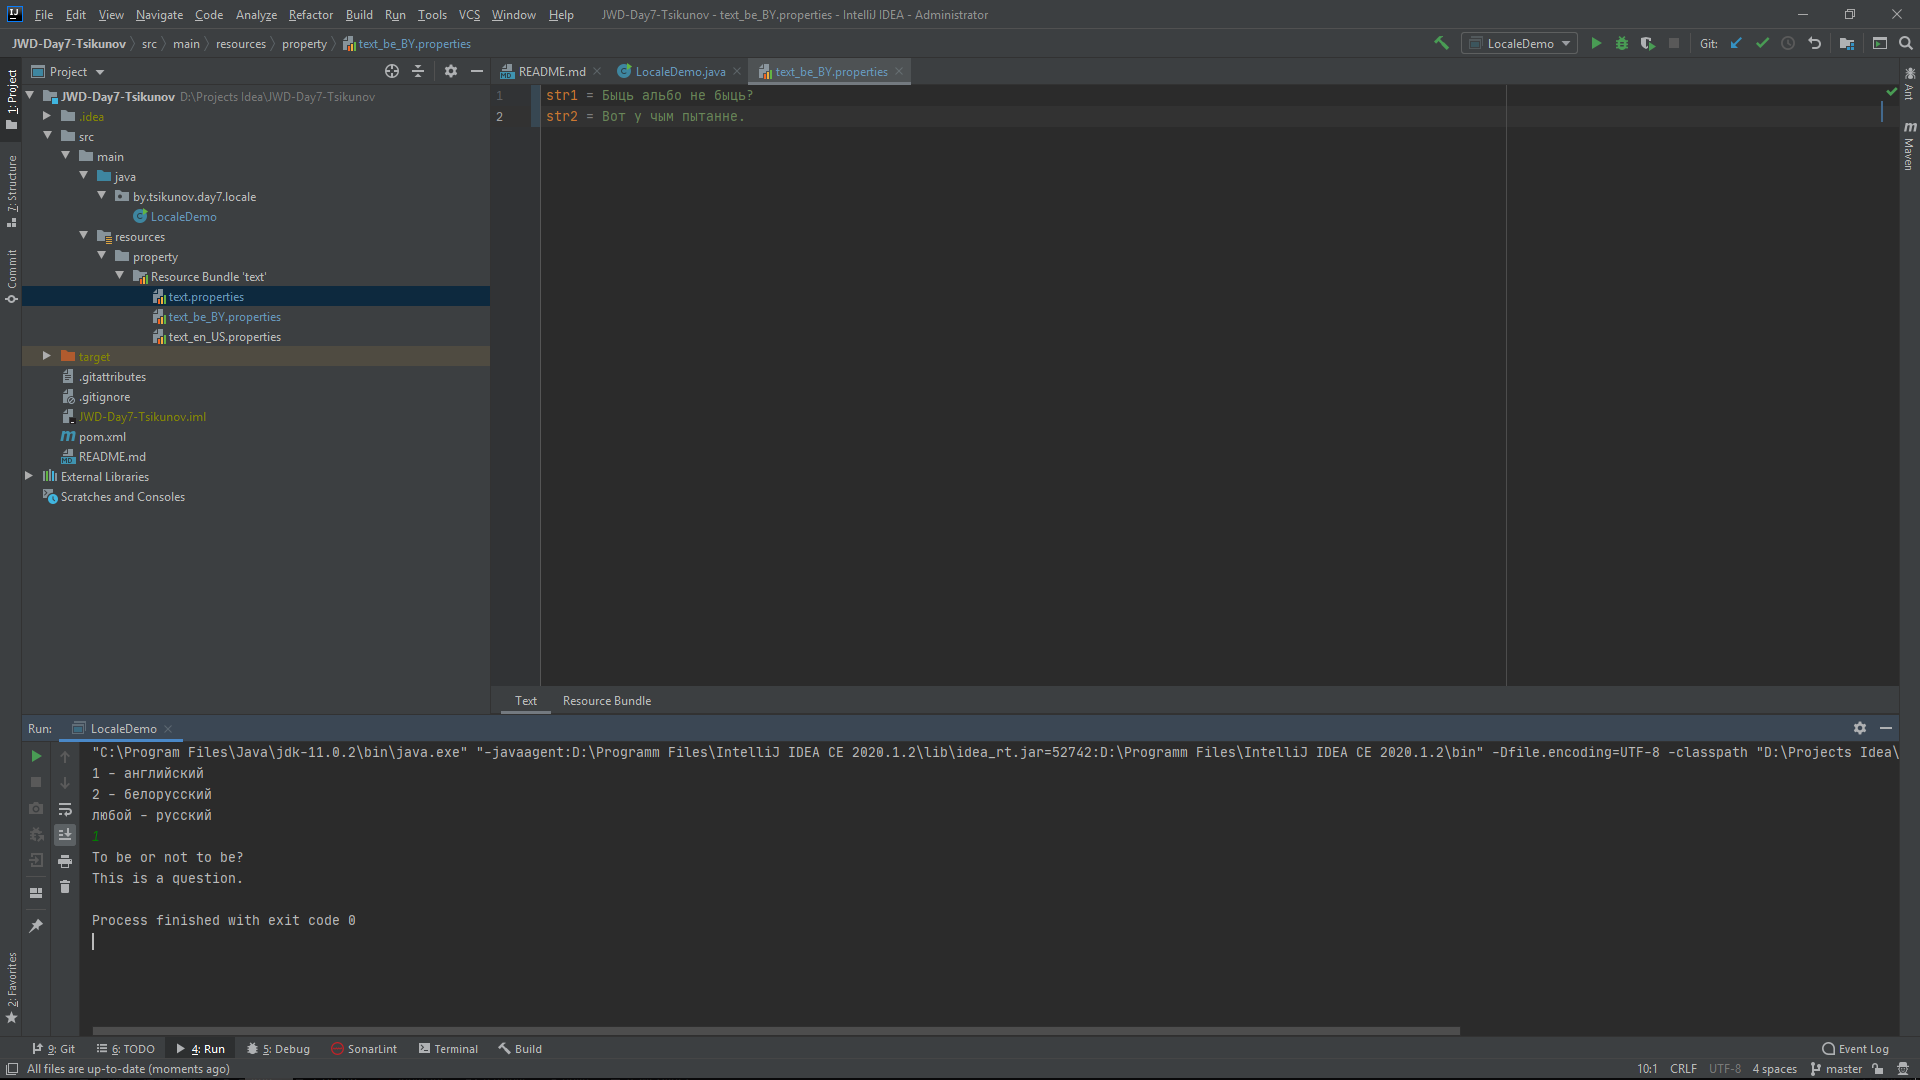 File Edit View Navigate Code Analyze Refactor Build Run Tools VCS Window Help JWD-Day7-Tsikunov - text_be_BY.properties - IntelliJ IDEA - Administrator
JWD-Day7-Tsikunov src main resources property text_be_BY.properties LocaleDemo Git:
Project README.md LocaleDemo.java text_be_BY.properties
JWD-Day7-Tsikunov D:\Projects Idea\JWD-Day7-Tsikunov
.idea
src
main
java
by.tsikunov.day7.locale
LocaleDemo
resources
property
Resource Bundle 'text'
text.properties
text_be_BY.properties
text_en_US.properties
target
.gitattributes
.gitignore
JWD-Day7-Tsikunov.iml
pom.xml
README.md
External Libraries
Scratches and Consoles
1 str1 = Быць альбо не быць?
2 str2 = Вот у чым пытанне.
1: Project
7: Structure
Commit
2: Favorites
Ant
Maven
Text Resource Bundle
Run: LocaleDemo
"C:\Program Files\Java\jdk-11.0.2\bin\java.exe" "-javaagent:D:\Programm Files\IntelliJ IDEA CE 2020.1.2\lib\idea_rt.jar=52742:D:\Programm Files\IntelliJ IDEA CE 2020.1.2\bin" -Dfile.encoding=UTF-8 -classpath "D:\Projects Idea\
1 - английский
2 - белорусский
любой - русский
1
To be or not to be?
This is a question.
Process finished with exit code 0
9: Git 6: TODO 4: Run 5: Debug SonarLint Terminal Build Event Log
All files are up-to-date (moments ago) 10:1 CRLF UTF-8 4 spaces master